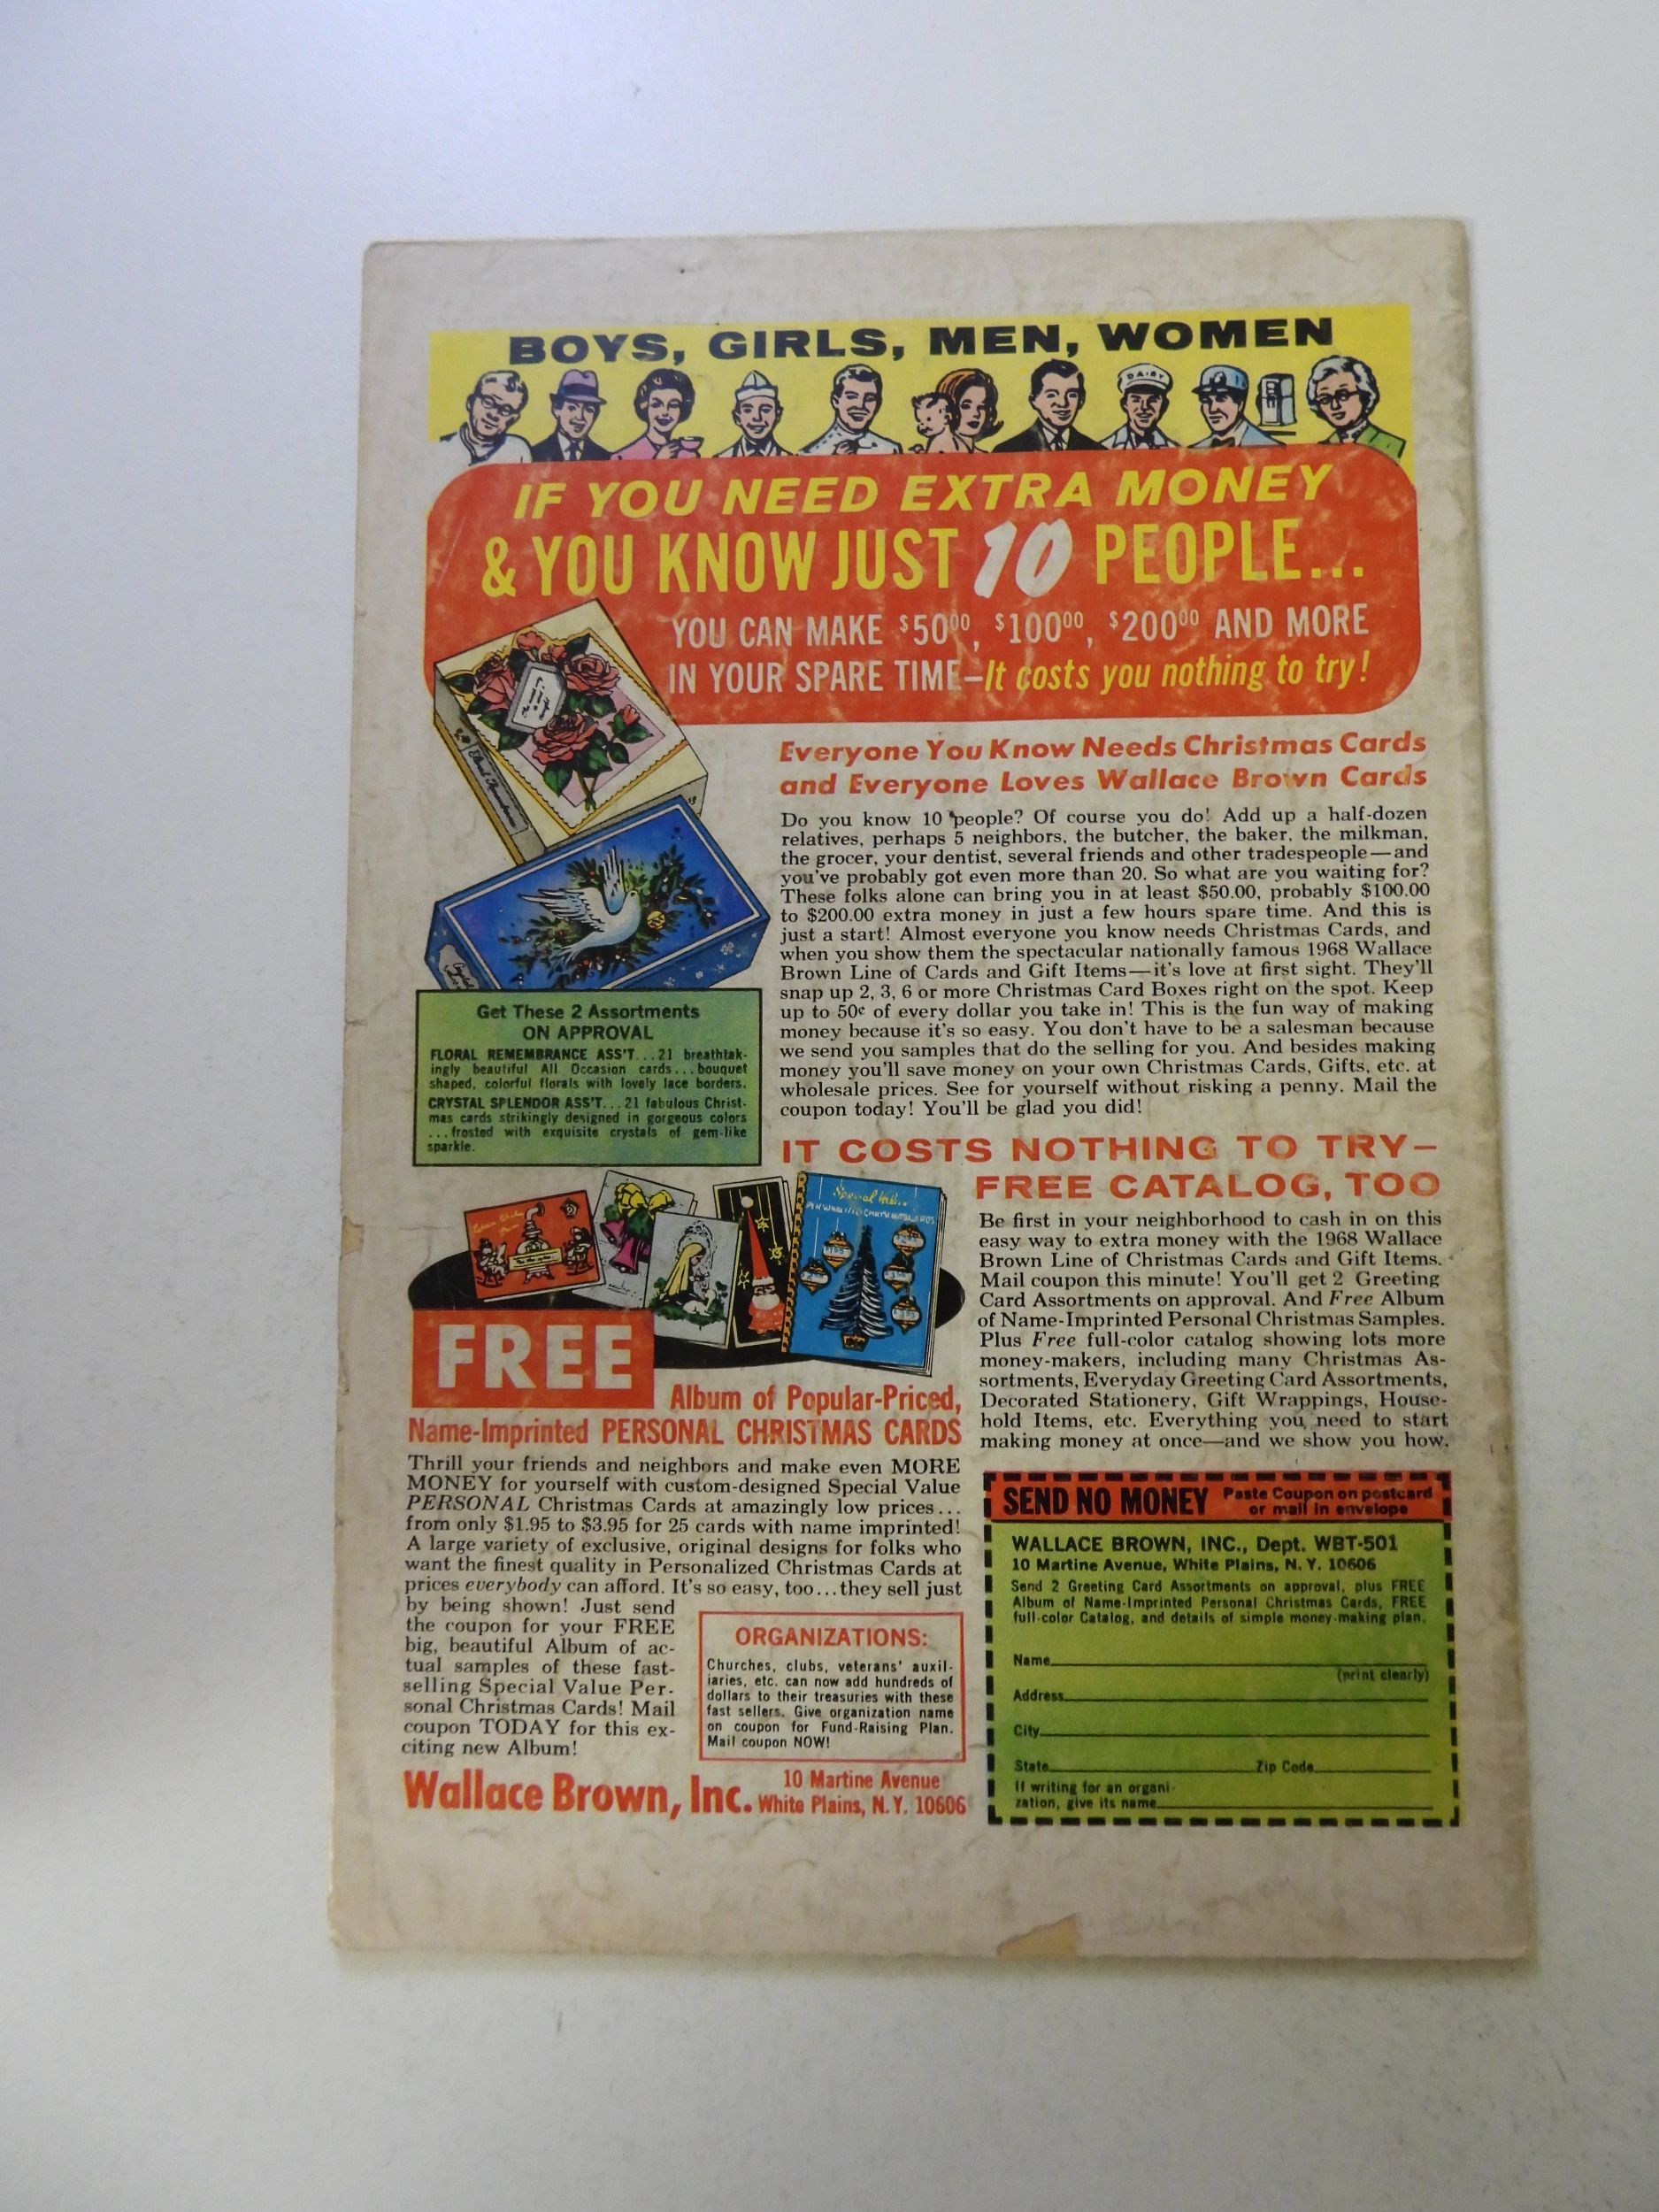 BOYS, GIRLS, MEN, WOMEN
DAIRY
IF YOU NEED EXTRA MONEY
& YOU KNOW JUST 10 PEOPLE...
YOU CAN MAKE $50⁰⁰, $100⁰⁰, $200⁰⁰ AND MORE
IN YOUR SPARE TIME—It costs you nothing to try!
Everyone You Know Needs Christmas Cards
and Everyone Loves Wallace Brown Cards
Do you know 10 people? Of course you do! Add up a half-dozen
relatives, perhaps 5 neighbors, the butcher, the baker, the milkman,
the grocer, your dentist, several friends and other tradespeople—and
you've probably got even more than 20. So what are you waiting for?
These folks alone can bring you in at least $50.00, probably $100.00
to $200.00 extra money in just a few hours spare time. And this is
just a start! Almost everyone you know needs Christmas Cards, and
when you show them the spectacular nationally famous 1968 Wallace
Brown Line of Cards and Gift Items—it's love at first sight. They'll
snap up 2, 3, 6 or more Christmas Card Boxes right on the spot. Keep
up to 50¢ of every dollar you take in! This is the fun way of making
money because it's so easy. You don't have to be a salesman because
we send you samples that do the selling for you. And besides making
money you'll save money on your own Christmas Cards, Gifts, etc. at
wholesale prices. See for yourself without risking a penny. Mail the
coupon today! You'll be glad you did!
Get These 2 Assortments
ON APPROVAL
FLORAL REMEMBRANCE ASS'T...21 breathtak-
ingly beautiful All Occasion cards...bouquet
shaped, colorful florals with lovely lace borders.
CRYSTAL SPLENDOR ASS'T...21 fabulous Christ-
mas cards strikingly designed in gorgeous colors
...frosted with exquisite crystals of gem-like
sparkle.
IT COSTS NOTHING TO TRY—
FREE CATALOG, TOO
Be first in your neighborhood to cash in on this
easy way to extra money with the 1968 Wallace
Brown Line of Christmas Cards and Gift Items.
Mail coupon this minute! You'll get 2 Greeting
Card Assortments on approval. And Free Album
of Name-Imprinted Personal Christmas Samples.
Plus Free full-color catalog showing lots more
money-makers, including many Christmas As-
sortments, Everyday Greeting Card Assortments,
Decorated Stationery, Gift Wrappings, House-
hold Items, etc. Everything you need to start
making money at once—and we show you how.
Special Value
PERSONALIZED CHRISTMAS CARDS
FREE
Album of Popular-Priced,
Name-Imprinted PERSONAL CHRISTMAS CARDS
Thrill your friends and neighbors and make even MORE
MONEY for yourself with custom-designed Special Value
PERSONAL Christmas Cards at amazingly low prices...
from only $1.95 to $3.95 for 25 cards with name imprinted!
A large variety of exclusive, original designs for folks who
want the finest quality in Personalized Christmas Cards at
prices everybody can afford. It's so easy, too...they sell just
by being shown! Just send
the coupon for your FREE
big, beautiful Album of ac-
tual samples of these fast-
selling Special Value Per-
sonal Christmas Cards! Mail
coupon TODAY for this ex-
citing new Album!
ORGANIZATIONS:
Churches, clubs, veterans' auxil-
iaries, etc. can now add hundreds of
dollars to their treasuries with these
fast sellers. Give organization name
on coupon for Fund-Raising Plan.
Mail coupon NOW!
Wallace Brown, Inc. 10 Martine Avenue
White Plains, N.Y. 10606
SEND NO MONEY Paste Coupon on postcard
or mail in envelope
WALLACE BROWN, INC., Dept. WBT-501
10 Martine Avenue, White Plains, N. Y. 10606
Send 2 Greeting Card Assortments on approval, plus FREE
Album of Name-Imprinted Personal Christmas Cards, FREE
full-color Catalog, and details of simple money-making plan.
Name
(print clearly)
Address
City
State Zip Code
If writing for an organi-
zation, give its name